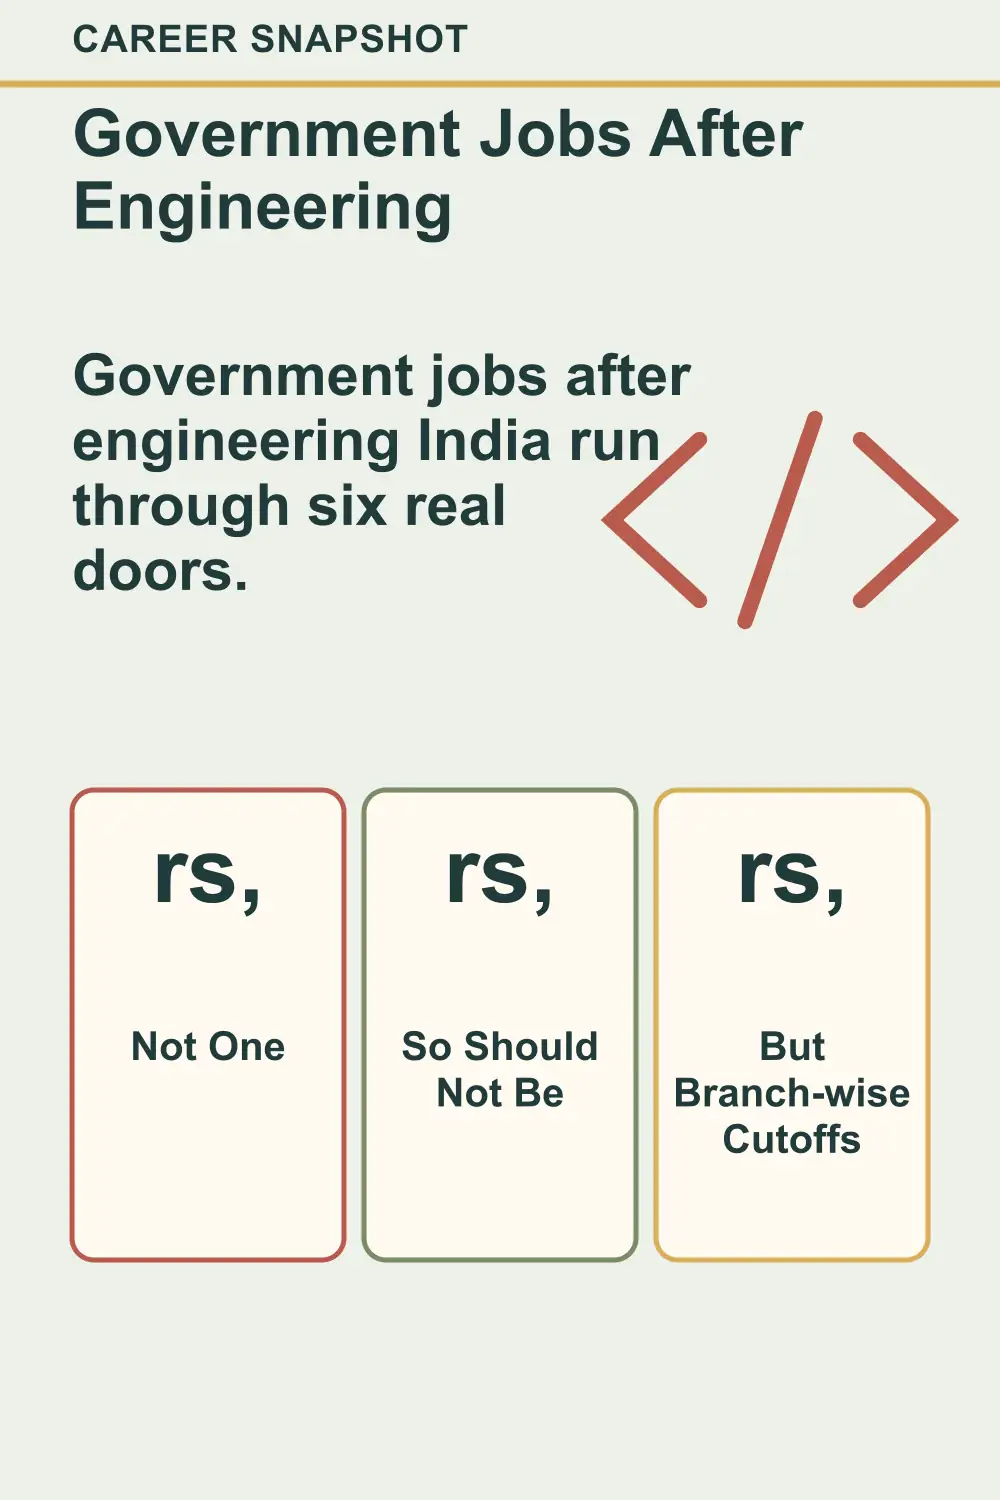 CAREER SNAPSHOT
Government Jobs After
Engineering
Government jobs after
engineering India run
through six real
doors.
rs,
Not One
rs,
So Should
Not Be
rs,
But
Branch-wise
Cutoffs